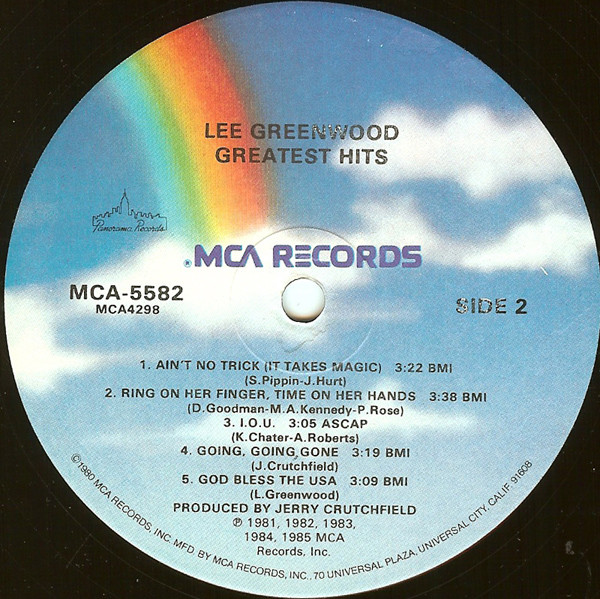 LEE GREENWOOD
GREATEST HITS
Panorama Records
®MCA RECORDS
MCA-5582
MCA4298
SIDE 2
1. AIN'T NO TRICK (IT TAKES MAGIC) 3:22 BMI
(S.Pippin-J.Hurt)
2. RING ON HER FINGER, TIME ON HER HANDS 3:38 BMI
(D.Goodman-M.A.Kennedy-P.Rose)
3. I.O.U. 3:05 ASCAP
(K.Chater-A.Roberts)
4. GOING, GOING, GONE 3:19 BMI
(J.Crutchfield)
5. GOD BLESS THE USA 3:09 BMI
(L.Greenwood)
PRODUCED BY JERRY CRUTCHFIELD
℗ 1981, 1982, 1983,
1984, 1985 MCA
Records, Inc.
©1980 MCA RECORDS, INC. MFD. BY MCA RECORDS, INC., 70 UNIVERSAL PLAZA, UNIVERSAL CITY, CALIF. 91608